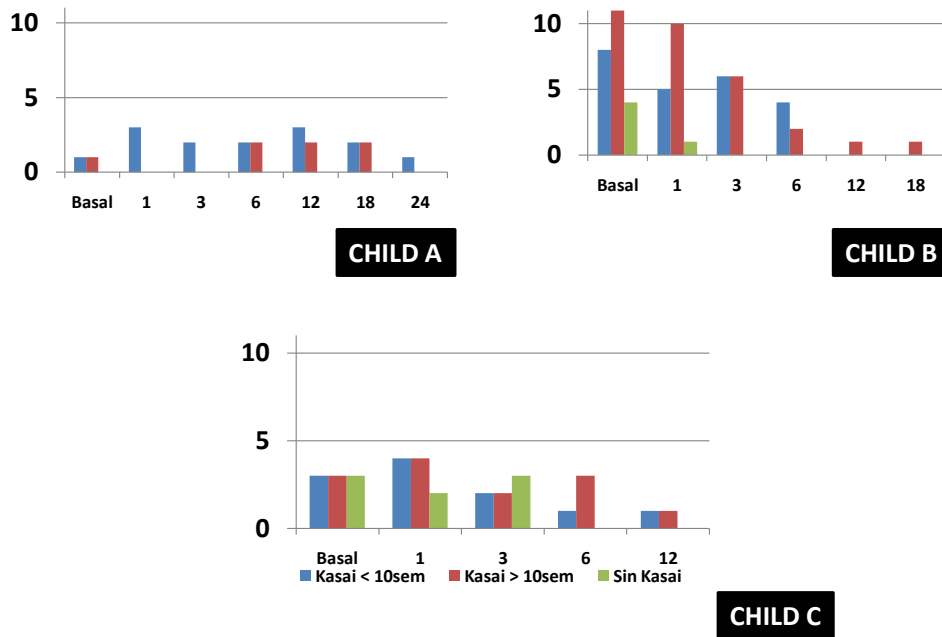 10
5
0
Basal 1 3 6 12 18 24
CHILD A
10
5
0
Basal 1 3 6 12 18
CHILD B
10
5
0
Basal 1 3 6 12
Kasai < 10sem Kasai > 10sem Sin Kasai
CHILD C